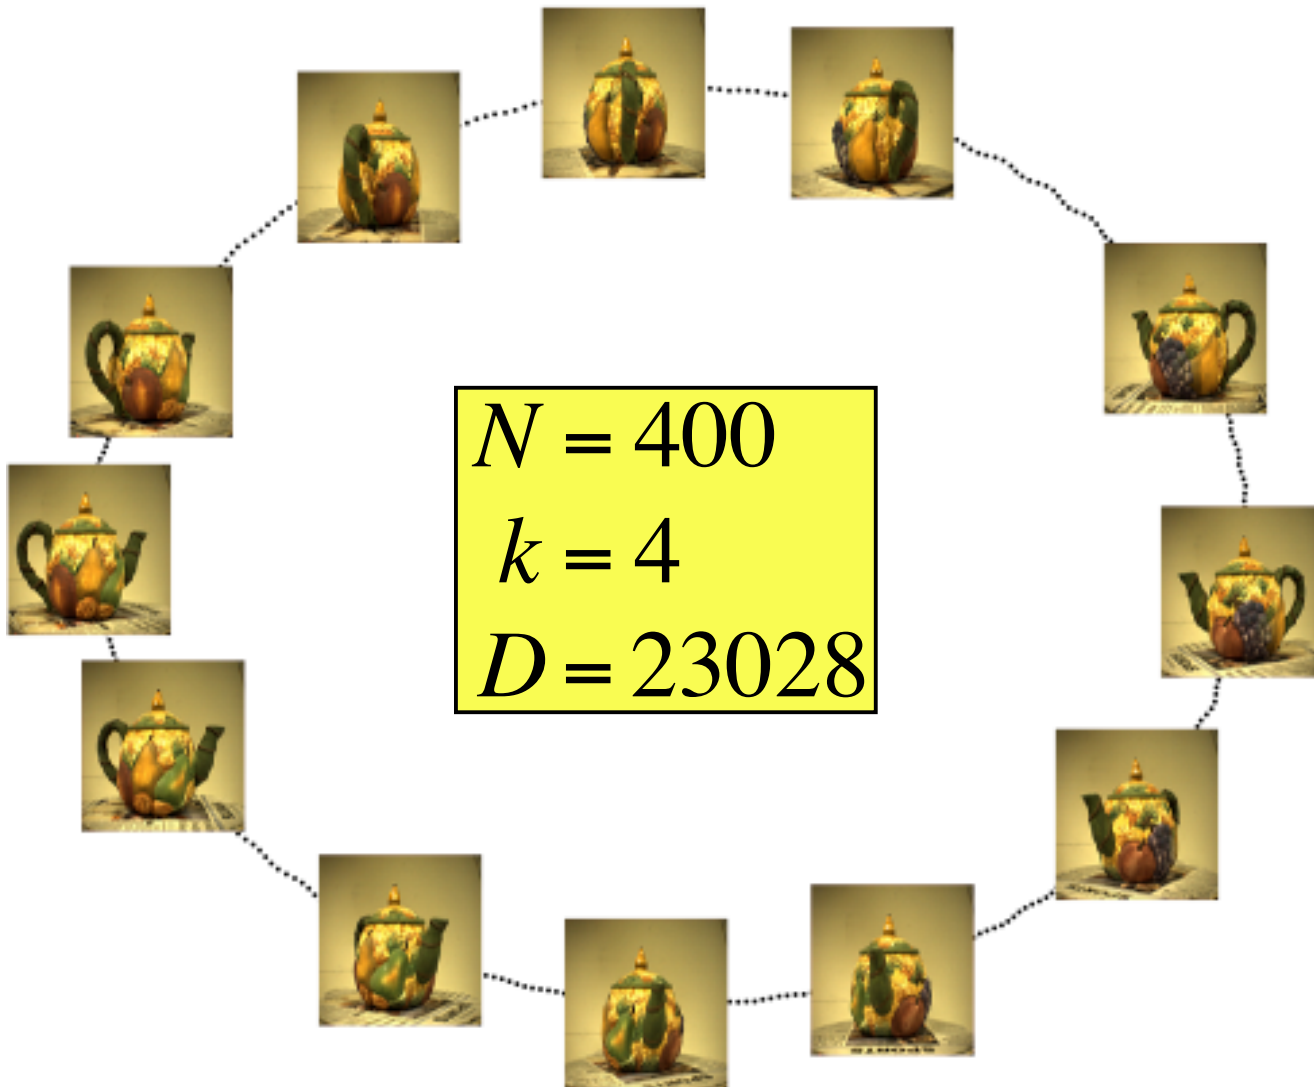 N = 400
k = 4
D = 23028